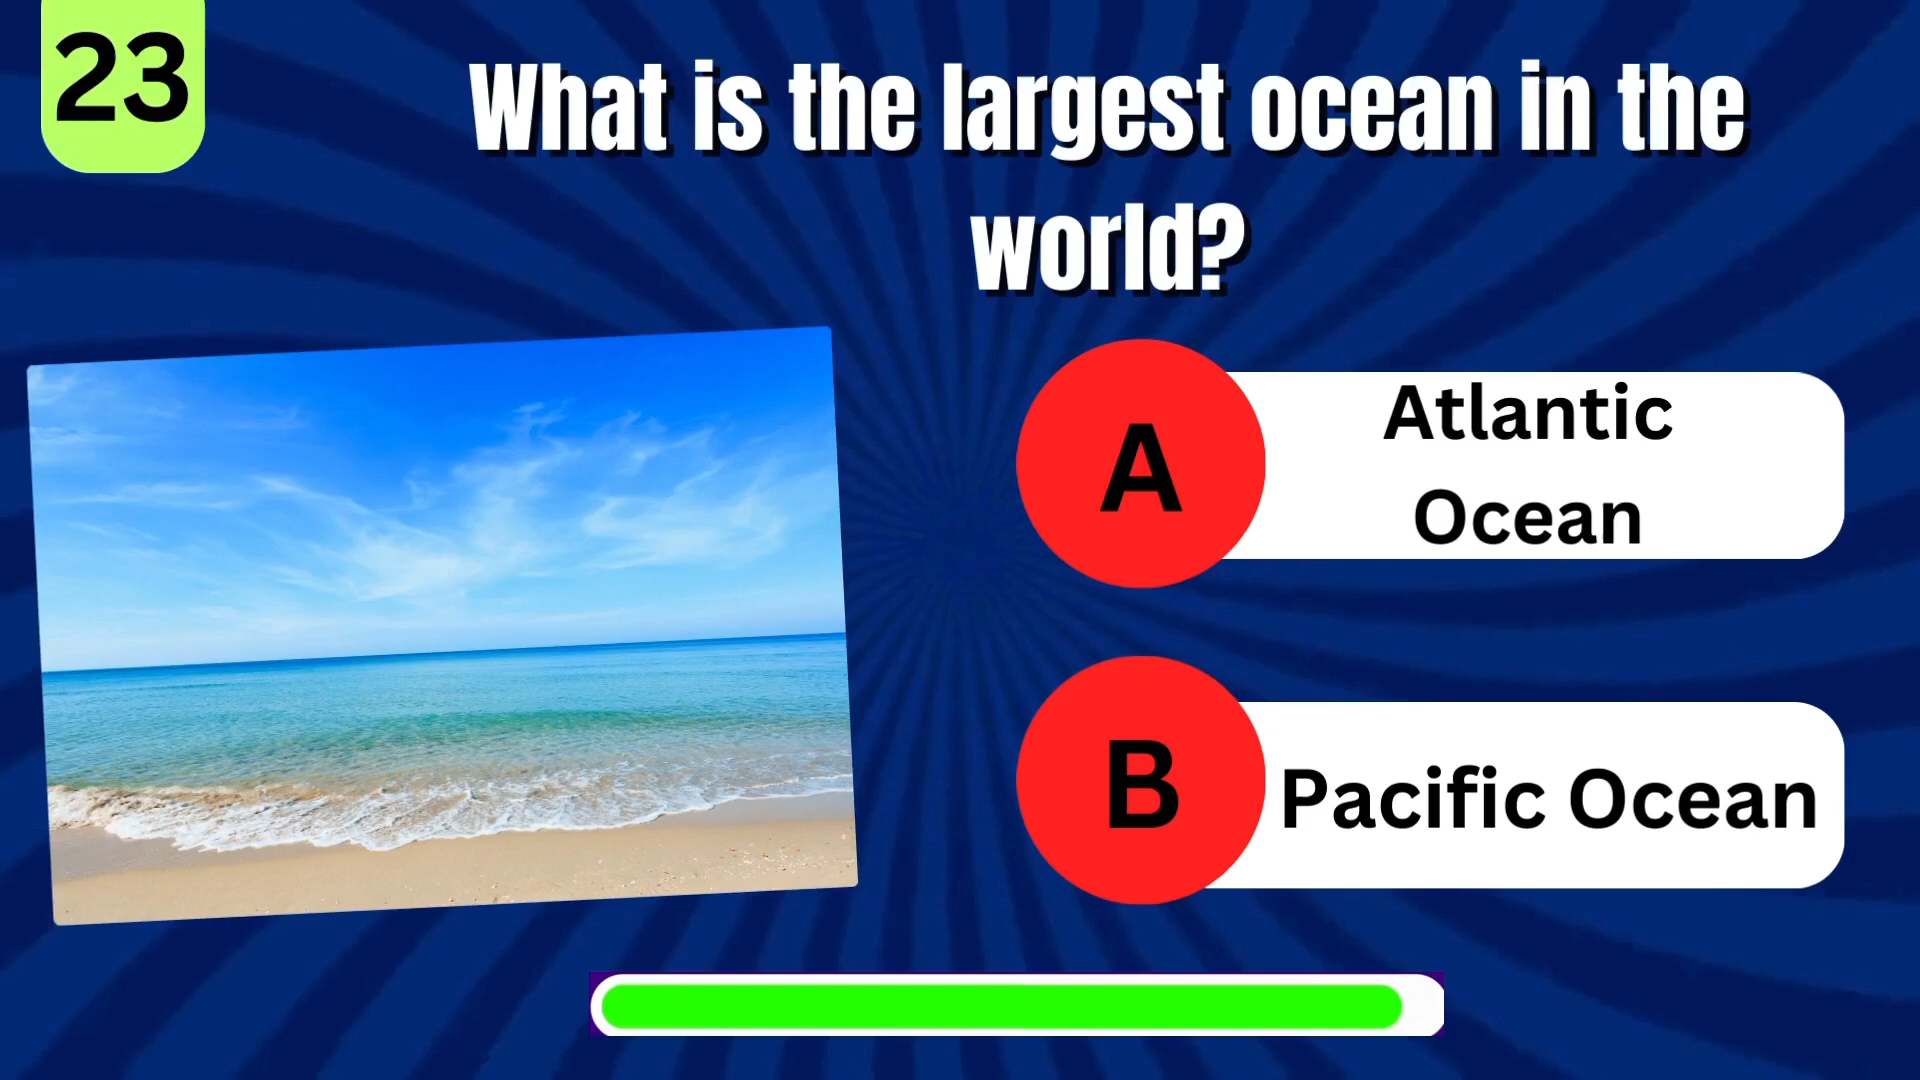 23
What is the largest ocean in the
world?
A
Atlantic
Ocean
B
Pacific Ocean